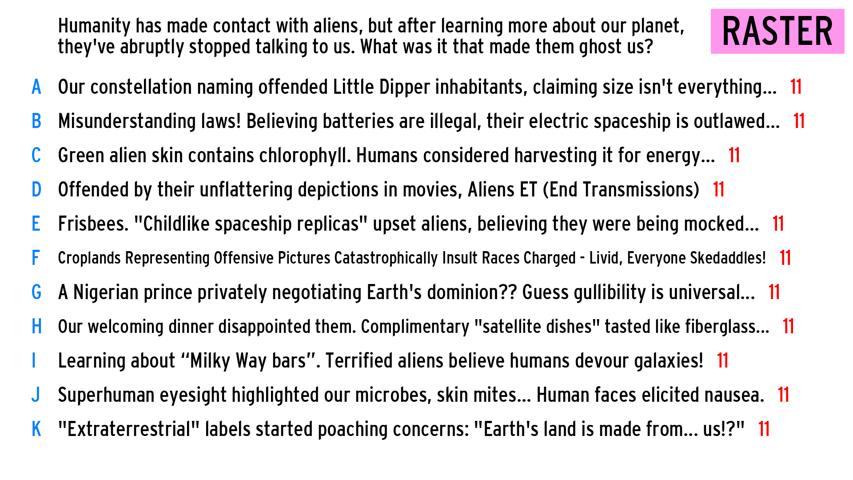 Humanity has made contact with aliens, but after learning more about our planet,
they've abruptly stopped talking to us. What was it that made them ghost us?
RASTER
A Our constellation naming offended Little Dipper inhabitants, claiming size isn't everything... 11
B Misunderstanding laws! Believing batteries are illegal, their electric spaceship is outlawed... 11
C Green alien skin contains chlorophyll. Humans considered harvesting it for energy... 11
D Offended by their unflattering depictions in movies, Aliens ET (End Transmissions) 11
E Frisbees. "Childlike spaceship replicas" upset aliens, believing they were being mocked... 11
F Croplands Representing Offensive Pictures Catastrophically Insult Races Charged - Livid, Everyone Skedaddles! 11
G A Nigerian prince privately negotiating Earth's dominion?? Guess gullibility is universal... 11
H Our welcoming dinner disappointed them. Complimentary "satellite dishes" tasted like fiberglass... 11
I Learning about “Milky Way bars”. Terrified aliens believe humans devour galaxies! 11
J Superhuman eyesight highlighted our microbes, skin mites... Human faces elicited nausea. 11
K "Extraterrestrial" labels started poaching concerns: "Earth's land is made from... us!?" 11